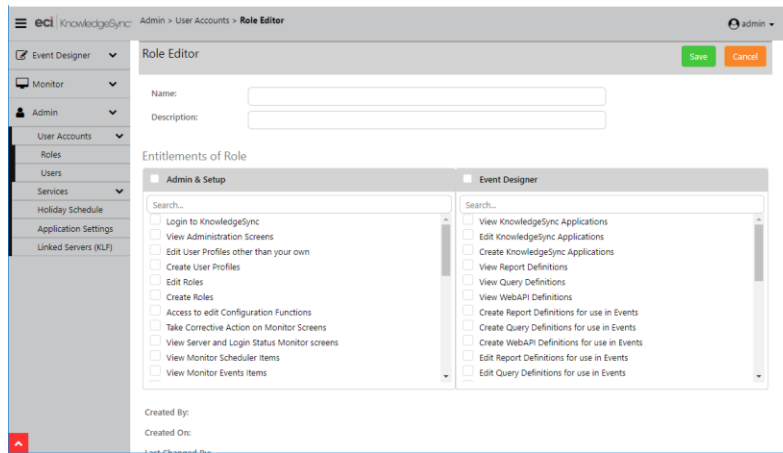 eci KnowledgeSync Admin > User Accounts > Role Editor admin
Event Designer
Role Editor
Save Cancel
Monitor
Name:
Admin
Description:
User Accounts
Roles
Entitlements of Role
Users
Admin & Setup Event Designer
Services
Holiday Schedule
Search... Search...
Application Settings
Login to KnowledgeSync View KnowledgeSync Applications
View Administration Screens Edit KnowledgeSync Applications
Linked Servers (KLF)
Edit User Profiles other than your own Create KnowledgeSync Applications
Create User Profiles View Report Definitions
Edit Roles View Query Definitions
Create Roles View WebAPI Definitions
Access to edit Configuration Functions Create Report Definitions for use in Events
Take Corrective Action on Monitor Screens Create Query Definitions for use in Events
View Server and Login Status Monitor screens Create WebAPI Definitions for use in Events
View Monitor Scheduler Items Edit Report Definitions for use in Events
View Monitor Events Items Edit Query Definitions for use in Events
Created By:
Created On:
Last Changed By: